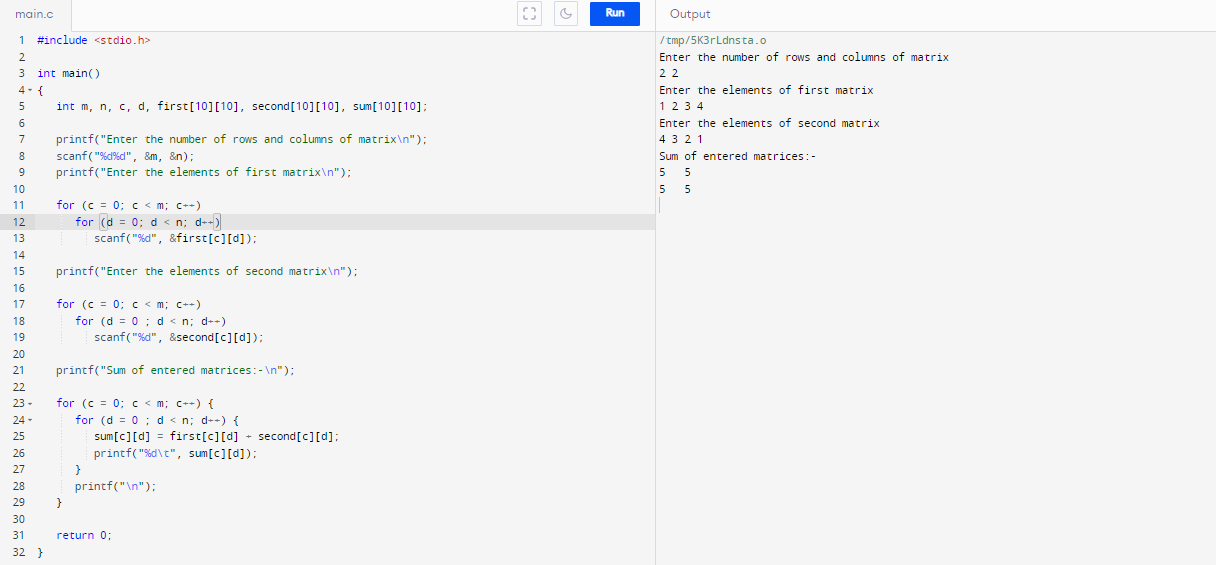 main.c
Run
Output
1 #include <stdio.h>
2
3 int main()
4 {
5 int m, n, c, d, first[10][10], second[10][10], sum[10][10];
6
7 printf("Enter the number of rows and columns of matrix\n");
8 scanf("%d%d", &m, &n);
9 printf("Enter the elements of first matrix\n");
10
11 for (c = 0; c < m; c++)
12 for (d = 0; d < n; d++)
13 scanf("%d", &first[c][d]);
14
15 printf("Enter the elements of second matrix\n");
16
17 for (c = 0; c < m; c++)
18 for (d = 0 ; d < n; d++)
19 scanf("%d", &second[c][d]);
20
21 printf("Sum of entered matrices:-\n");
22
23 for (c = 0; c < m; c++) {
24 for (d = 0 ; d < n; d++) {
25 sum[c][d] = first[c][d] + second[c][d];
26 printf("%d\t", sum[c][d]);
27 }
28 printf("\n");
29 }
30
31 return 0;
32 }
/tmp/5K3rLdnsta.o
Enter the number of rows and columns of matrix
2 2
Enter the elements of first matrix
1 2 3 4
Enter the elements of second matrix
4 3 2 1
Sum of entered matrices:-
5 5
5 5